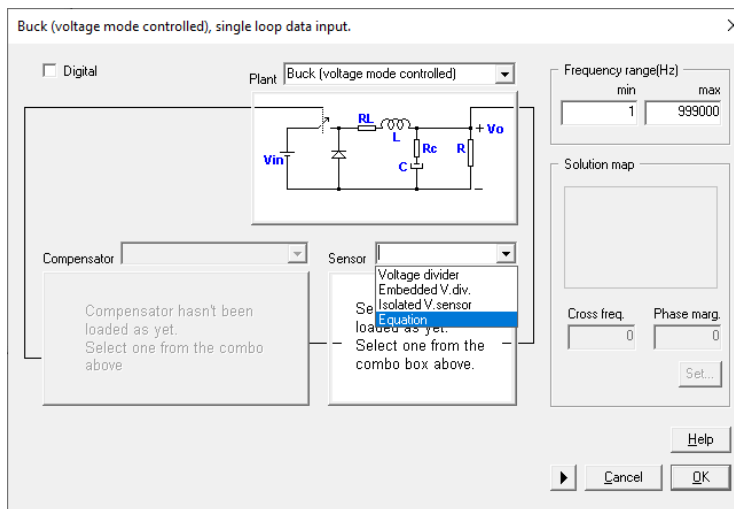 Buck (voltage mode controlled), single loop data input.
Digital
Plant
Buck (voltage mode controlled)
Vin
RL
L
Rc
C
R
+ Vo
Frequency range(Hz)
min
max
1
999000
Solution map
Compensator
Sensor
Voltage divider
Embedded V.div.
Isolated V.sensor
Equation
Compensator hasn't been
loaded as yet.
Select one from the combo
above
Se
loaded as yet.
Select one from the
combo box above.
Cross freq.
Phase marg.
0
0
Set...
Help
Cancel
OK